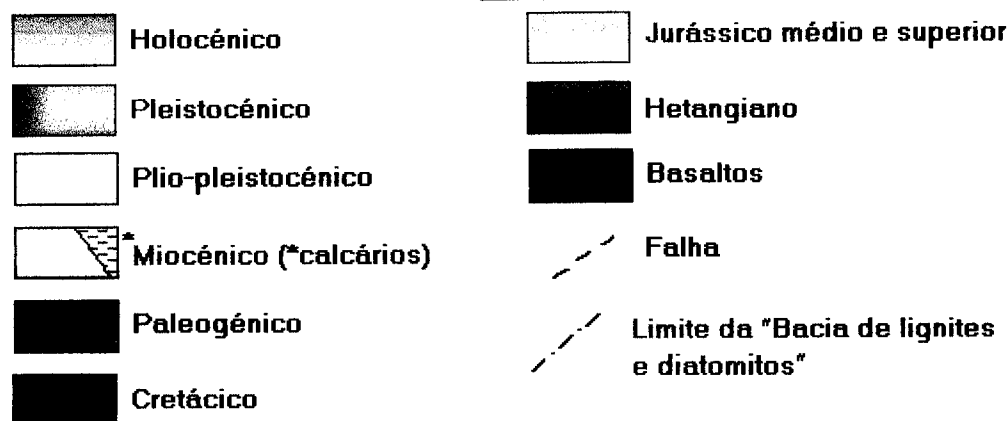 Holocénico
Pleistocénico
Plio-pleistocénico
*Miocénico (*calcários)
Paleogénico
Cretácico
Jurássico médio e superior
Hetangiano
Basaltos
Falha
Limite da "Bacia de lignites
e diatomitos"